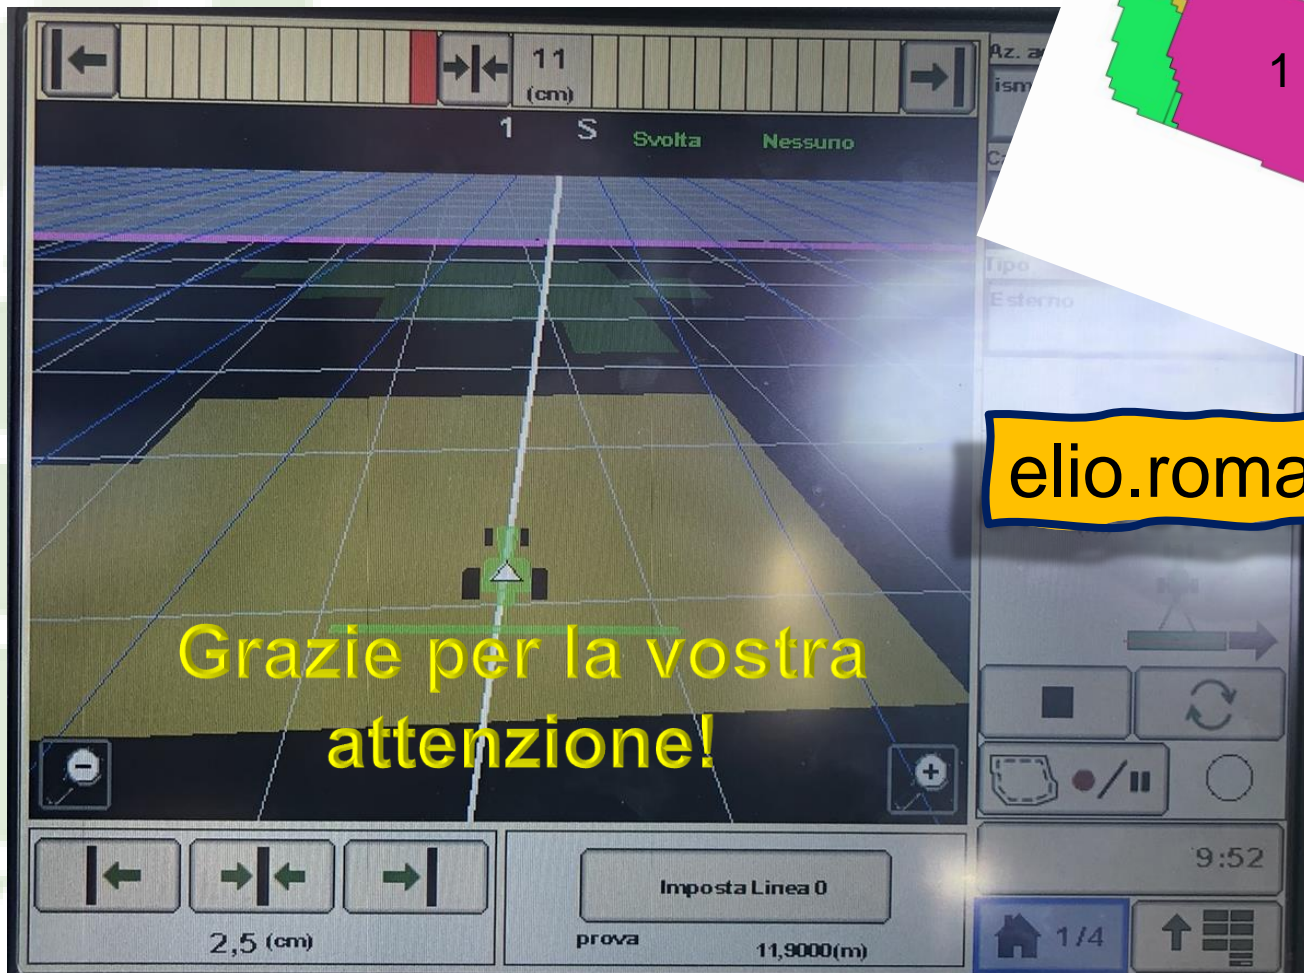 11
(cm)
1 S Svolta Nessuno
1
Tipo
Esterno
elio.roma
Grazie per la vostra
attenzione!
9:52
Imposta Linea 0
2,5 (cm)
prova 11,9000(m)
1/4